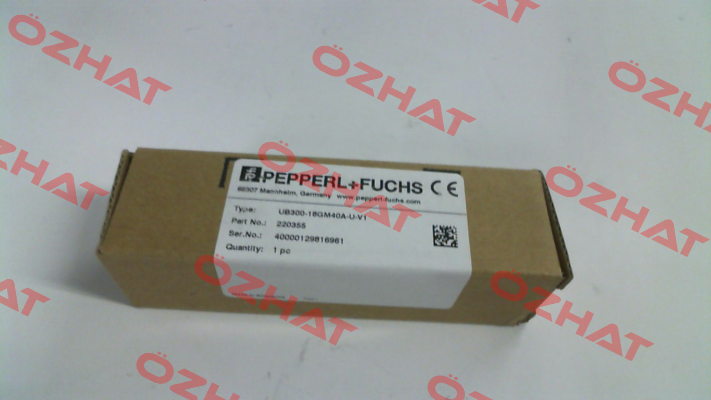 PEPPERL+FUCHS CE
68307 Mannheim, Germany www.pepperl-fuchs.com
Type: UB300-18GM40A-U-V1
Part No.: 220355
Ser.No.: 40000129816961
Quantity: 1 pc
ÖZHAT
ÖZHAT
ÖZHAT
ÖZHAT
ÖZHAT
ÖZHAT
ÖZHAT
ÖZHAT
ÖZHAT